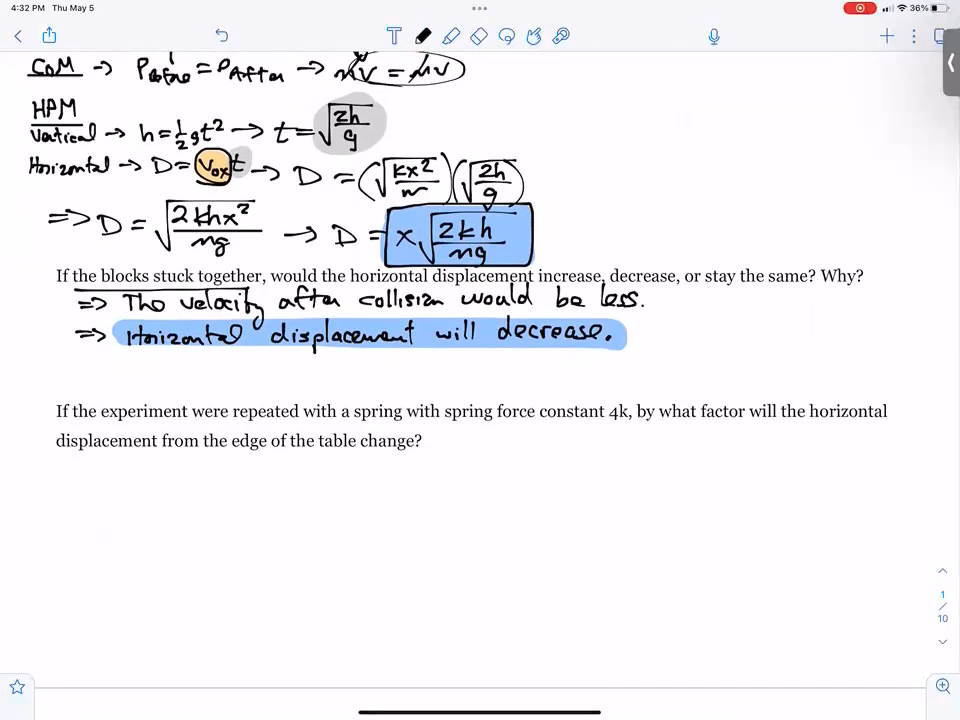 4:32 PM Thu May 5
36%
CoM → PBefore = PAfter → mv = mv
HPM
Vertical → h = ½gt² → t = √(2h/g)
Horizontal → D = v₀ₓt → D = (√(kx²/m))(√(2h/g))
⇒ D = √(2khx²/mg) → D = x√(2kh/mg)
If the blocks stuck together, would the horizontal displacement increase, decrease, or stay the same? Why?
⇒ The velocity after collision would be less.
⇒ Horizontal displacement will decrease.
If the experiment were repeated with a spring with spring force constant 4k, by what factor will the horizontal
displacement from the edge of the table change?
1
/
10